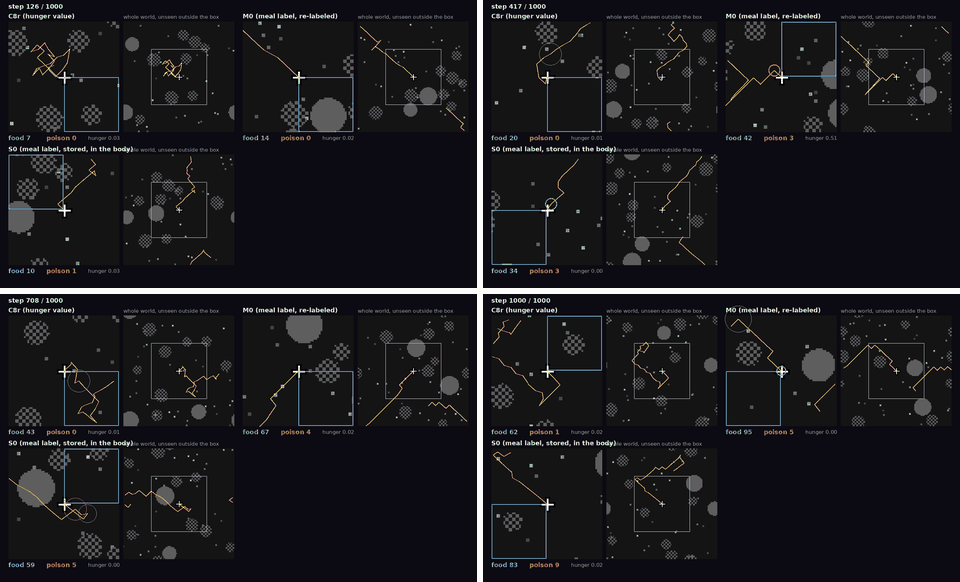 step 126 / 1000
C8r (hunger value) whole world, unseen outside the box
M0 (meal label, re-labeled) whole world, unseen outside the box
food 7 poison 0 hunger 0.03
food 14 poison 0 hunger 0.02
S0 (meal label, stored, in the body) whole world, unseen outside the box
food 10 poison 1 hunger 0.03
step 417 / 1000
C8r (hunger value) whole world, unseen outside the box
M0 (meal label, re-labeled) whole world, unseen outside the box
food 20 poison 0 hunger 0.01
food 42 poison 3 hunger 0.51
S0 (meal label, stored, in the body) whole world, unseen outside the box
food 34 poison 3 hunger 0.00
step 708 / 1000
C8r (hunger value) whole world, unseen outside the box
M0 (meal label, re-labeled) whole world, unseen outside the box
food 43 poison 0 hunger 0.01
food 67 poison 4 hunger 0.02
S0 (meal label, stored, in the body) whole world, unseen outside the box
food 59 poison 5 hunger 0.00
step 1000 / 1000
C8r (hunger value) whole world, unseen outside the box
M0 (meal label, re-labeled) whole world, unseen outside the box
food 62 poison 1 hunger 0.02
food 95 poison 5 hunger 0.00
S0 (meal label, stored, in the body) whole world, unseen outside the box
food 83 poison 9 hunger 0.02